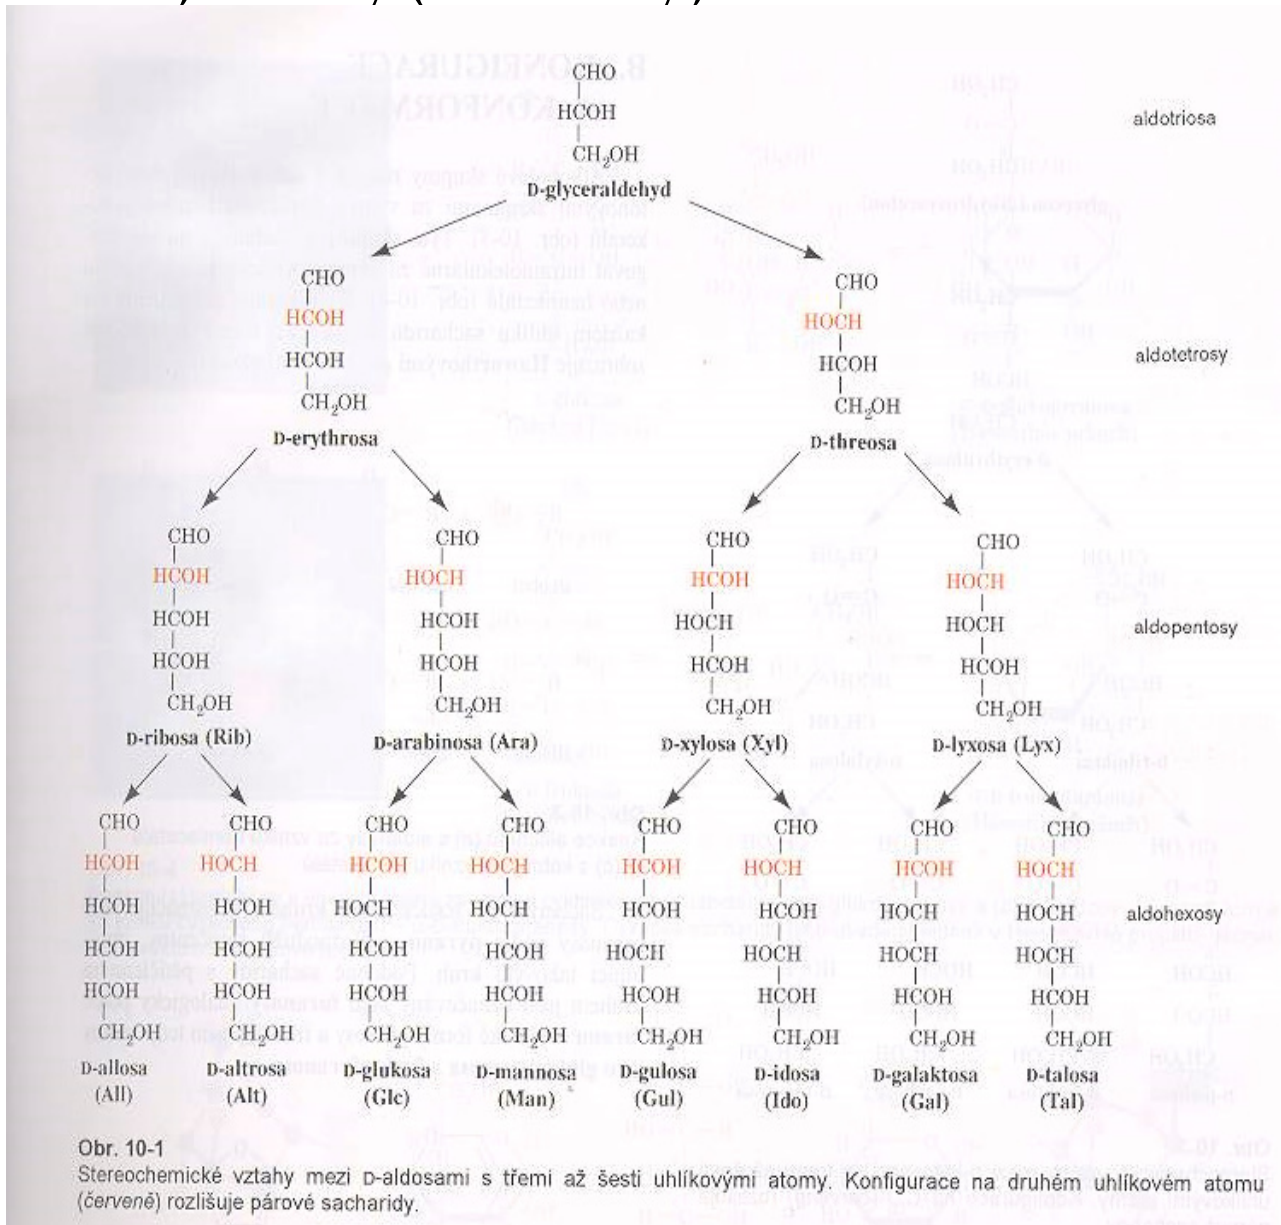 CHO
HCOH aldotriosa
CH₂OH
D-glyceraldehyd
CHO CHO
HCOH HOCH
HCOH HCOH aldotetrosy
CH₂OH CH₂OH
D-erythrosa D-threosa
CHO CHO CHO CHO
HCOH HOCH HCOH HOCH
HCOH HCOH HOCH HOCH aldopentosy
HCOH HCOH HCOH HCOH
CH₂OH CH₂OH CH₂OH CH₂OH
D-ribosa (Rib) D-arabinosa (Ara) D-xylosa (Xyl) D-lyxosa (Lyx)
CHO CHO CHO CHO CHO CHO CHO CHO
HCOH HOCH HCOH HOCH HCOH HOCH HCOH HOCH
HCOH HCOH HOCH HOCH HCOH HCOH HOCH HOCH aldohexosy
HCOH HCOH HCOH HCOH HOCH HOCH HOCH HOCH
HCOH HCOH HCOH HCOH HCOH HCOH HCOH HCOH
CH₂OH CH₂OH CH₂OH CH₂OH CH₂OH CH₂OH CH₂OH CH₂OH
D-allosa D-altrosa D-glukosa D-mannosa D-gulosa D-idosa D-galaktosa D-talosa
(All) (Alt) (Glc) (Man) (Gul) (Ido) (Gal) (Tal)
Obr. 10-1
Stereochemické vztahy mezi D-aldosami s třemi až šesti uhlíkovými atomy. Konfigurace na druhém uhlíkovém atomu
(červeně) rozlišuje párové sacharidy.